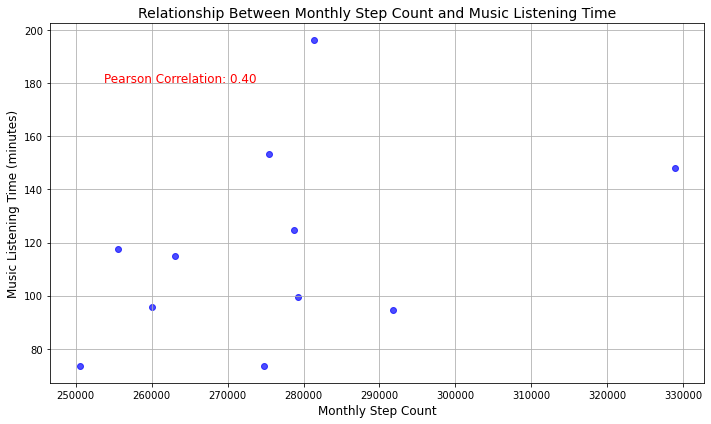 Relationship Between Monthly Step Count and Music Listening Time
200
180
160
140
120
100
80
Music Listening Time (minutes)
Pearson Correlation: 0.40
250000 260000 270000 280000 290000 300000 310000 320000 330000
Monthly Step Count